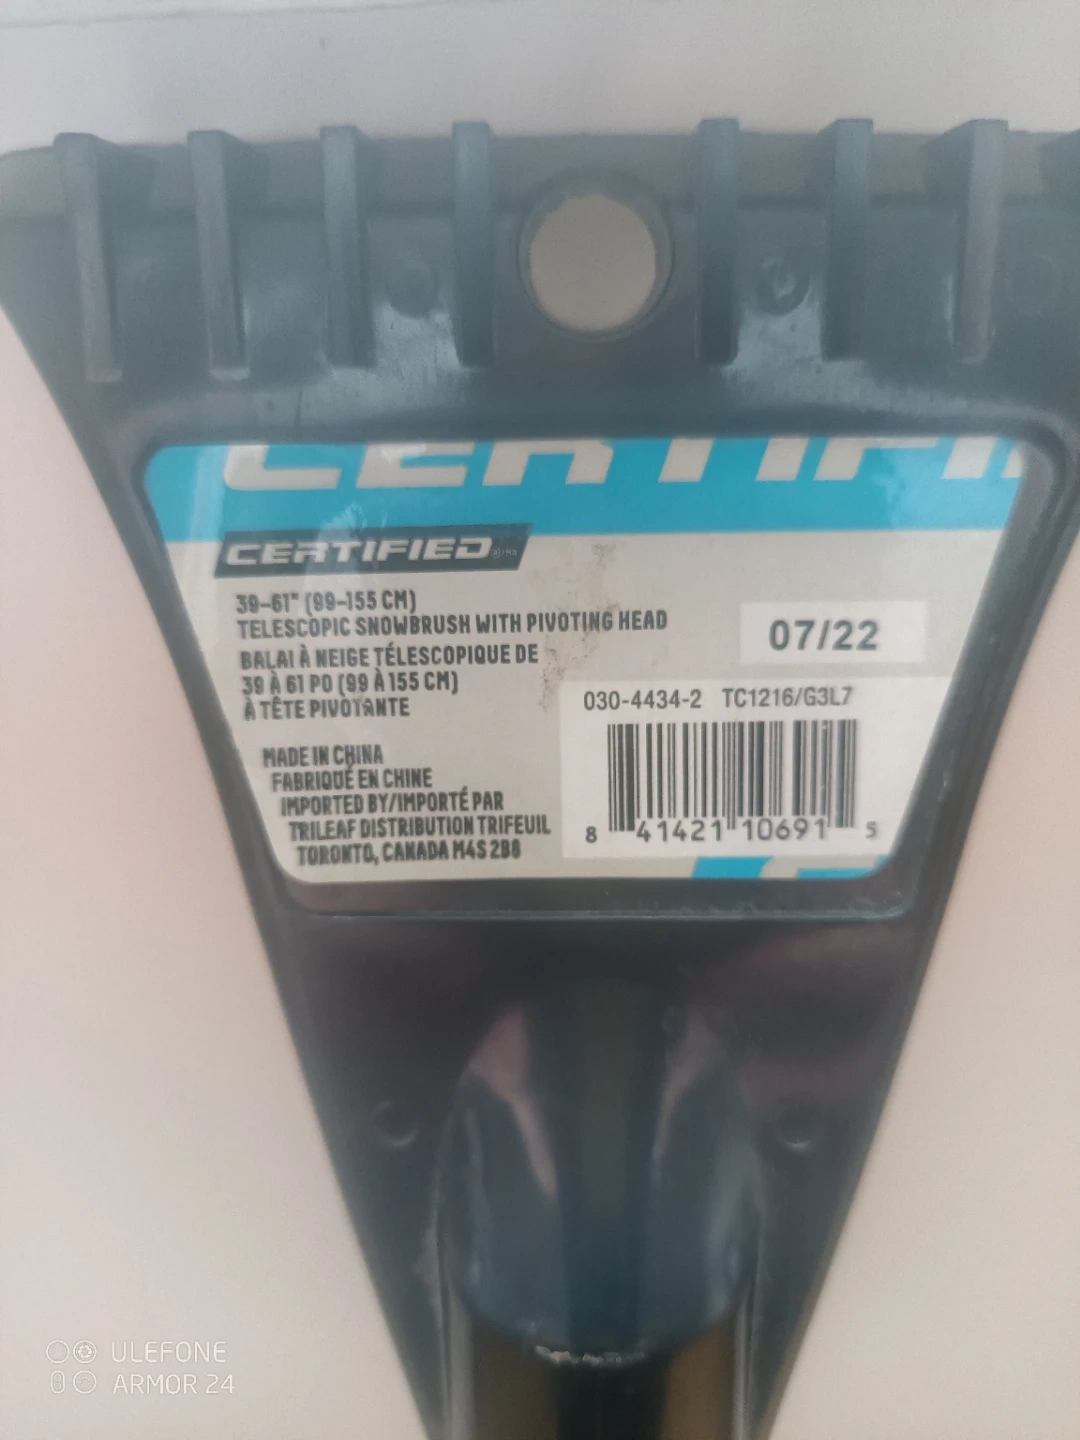 CERTIFI
CERTIFIED
39-61" (99-155 CM)
TELESCOPIC SNOWBRUSH WITH PIVOTING HEAD
BALAI À NEIGE TÉLESCOPIQUE DE
39 À 61 PO (99 À 155 CM)
À TÊTE PIVOTANTE
07/22
030-4434-2 TC1216/G3L7
8 41421 10691 5
MADE IN CHINA
FABRIQUÉ EN CHINE
IMPORTED BY/IMPORTÉ PAR
TRILEAF DISTRIBUTION TRIFEUIL
TORONTO, CANADA M4S 2B8
ULEFONE
ARMOR 24